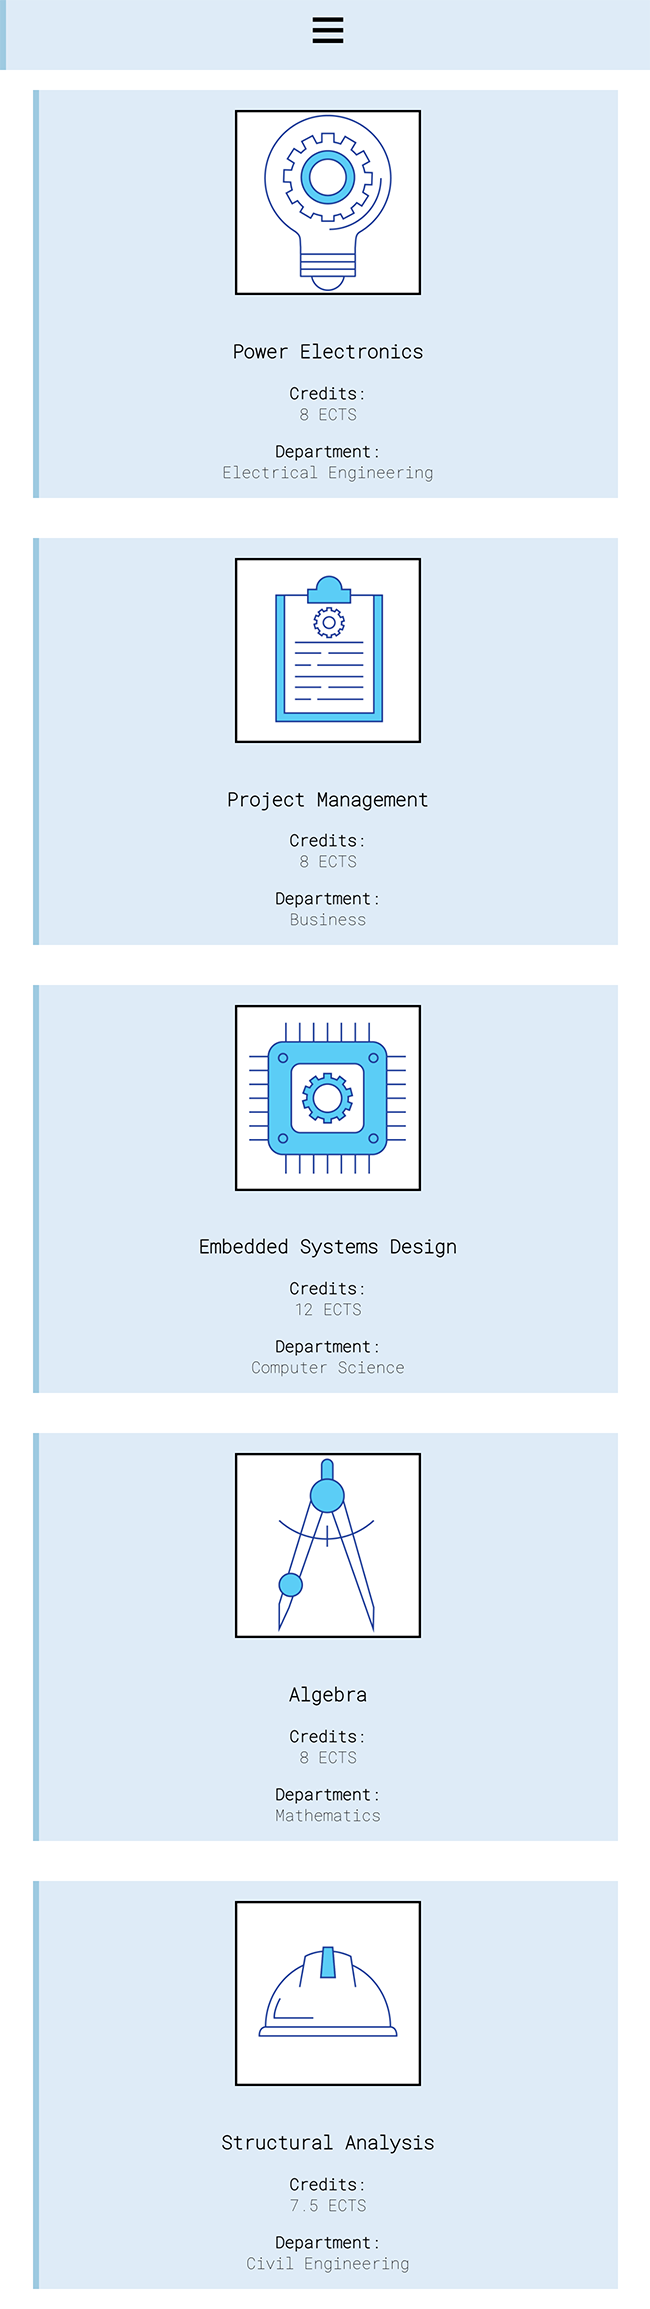 Power Electronics
Credits:
8 ECTS
Department:
Electrical Engineering
Project Management
Credits:
8 ECTS
Department:
Business
Embedded Systems Design
Credits:
12 ECTS
Department:
Computer Science
Algebra
Credits:
8 ECTS
Department:
Mathematics
Structural Analysis
Credits:
7.5 ECTS
Department:
Civil Engineering